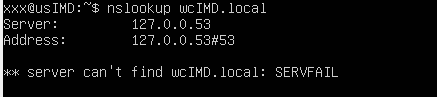 xxx@usIMD:~$ nslookup wcIMD.local
Server:         127.0.0.53
Address:        127.0.0.53#53

** server can't find wcIMD.local: SERVFAIL